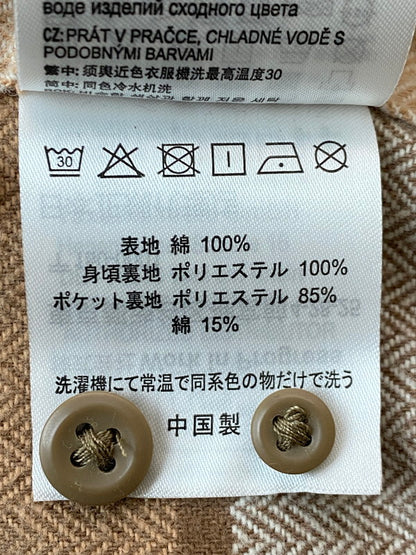 воде изделий сходного цвета
CZ: PRÁT V PRAČCE, CHLADNÉ VODĚ S
PODOBNÝMI BARVAMI
繁中: 须與近色衣服機洗最高温度30
简中: 同色冷水机洗
30
表地 綿 100%
身頃裏地 ポリエステル 100%
ポケット裏地 ポリエステル 85%
綿 15%
洗濯機にて常温で同系色の物だけで洗う
中国製